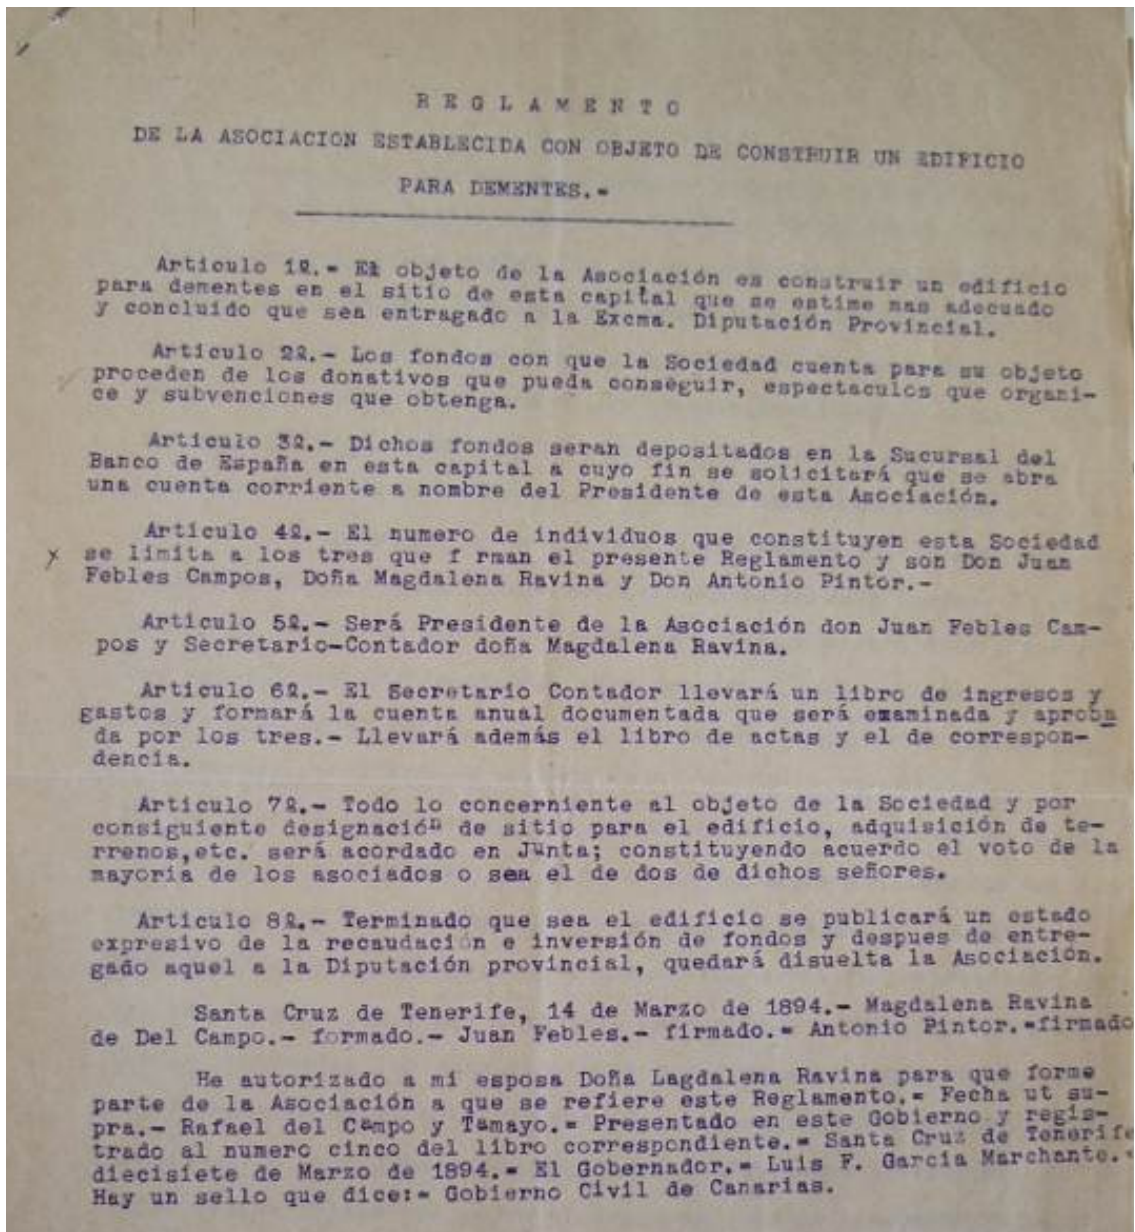 REGLAMENTO
DE LA ASOCIACION ESTABLECIDA CON OBJETO DE CONSTRUIR UN EDIFICIO
PARA DEMENTES.=
Articulo 1º.= El objeto de la Asociación es construir un edificio
para dementes en el sitio de esta capital que se estime mas adecuado
y concluido que sea entragado a la Excma. Diputación Provincial.
Articulo 2º.- Los fondos con que la Sociedad cuenta para su objeto
proceden de los donativos que pueda conseguir, espectaculos que organi-
ce y subvenciones que obtenga.
Articulo 3º.- Dichos fondos seran depositados en la Sucursal del
Banco de España en esta capital a cuyo fin se solicitará que se abra
una cuenta corriente a nombre del Presidente de esta Asociación.
Articulo 4º.- El numero de individuos que constituyen esta Sociedad
se limita a los tres que f rman el presente Reglamento y son Don Juan
Febles Campos, Doña Magdalena Ravina y Don Antonio Pintor.-
Articulo 5º.- Será Presidente de la Asociación don Juan Febles Cam-
pos y Secretario-Contador doña Magdalena Ravina.
Articulo 6º.- El Secretario Contador llevará un libro de ingresos y
gastos y formará la cuenta anual documentada que será examinada y aproba
da por los tres.- Llevará además el libro de actas y el de correspon-
dencia.
Articulo 7º.- Todo lo concerniente al objeto de la Sociedad y por
consiguiente designación de sitio para el edificio, adquisición de te-
rrenos,etc. será acordado en Junta; constituyendo acuerdo el voto de la
mayoria de los asociados o sea el de dos de dichos señores.
Articulo 8º.- Terminado que sea el edificio se publicará un estado
expresivo de la recaudación e inversión de fondos y despues de entre-
gado aquel a la Diputación provincial, quedará disuelta la Asociación.
Santa Cruz de Tenerife, 14 de Marzo de 1894.- Magdalena Ravina
de Del Campo.- formado.- Juan Febles.- firmado.= Antonio Pintor.=firmado
He autorizado a mi esposa Doña Lagdalena Ravina para que forme
parte de la Asociación a que se refiere este Reglamento.= Fecha ut su-
pra.- Rafael del Campo y Tamayo.= Presentado en este Gobierno y regis-
trado al numero cinco del libro correspondiente.= Santa Cruz de Tenerife
diecisiete de Marzo de 1894.= El Gobernador.= Luis F. Garcia Marchante.=
Hay un sello que dice:= Gobierno Civil de Canarias.